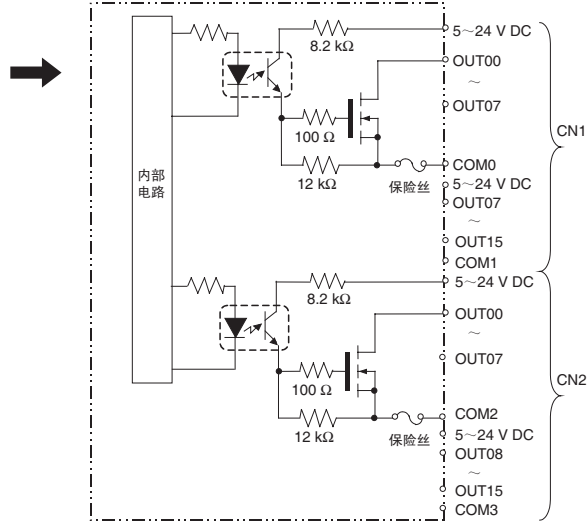 5~24 V DC
8.2 kΩ
OUT00
~
OUT07
100 Ω
CN1
COM0
12 kΩ
保险丝
5~24 V DC
OUT07
~
OUT15
COM1
内部
电路
5~24 V DC
8.2 kΩ
OUT00
~
OUT07
100 Ω
CN2
COM2
12 kΩ
保险丝
5~24 V DC
OUT08
~
OUT15
COM3